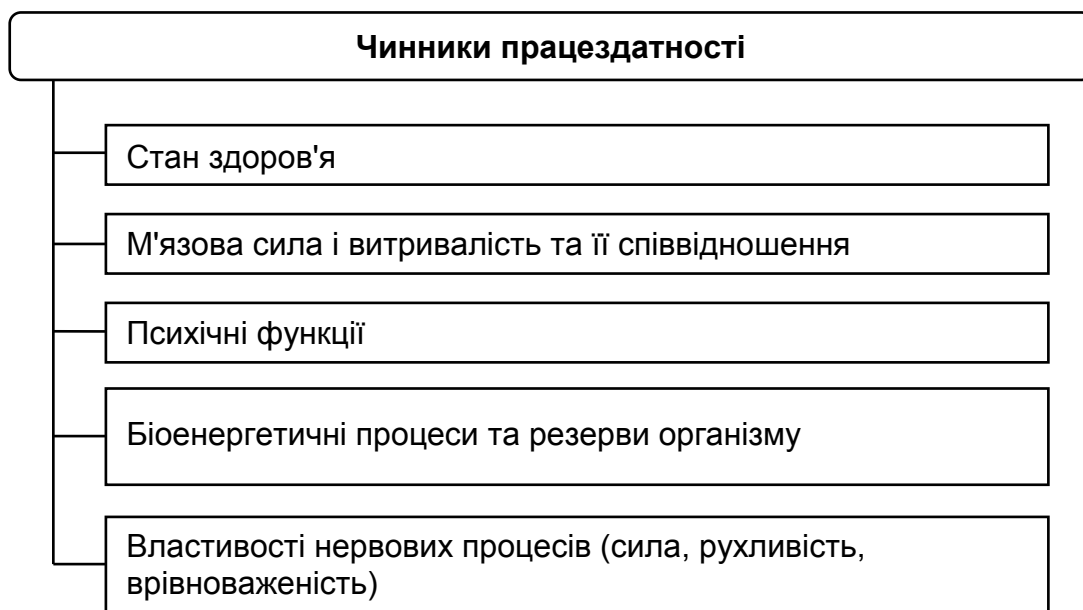 Чинники працездатності
Стан здоров'я
М'язова сила і витривалість та її співвідношення
Психічні функції
Біоенергетичні процеси та резерви організму
Властивості нервових процесів (сила, рухливість,
врівноваженість)